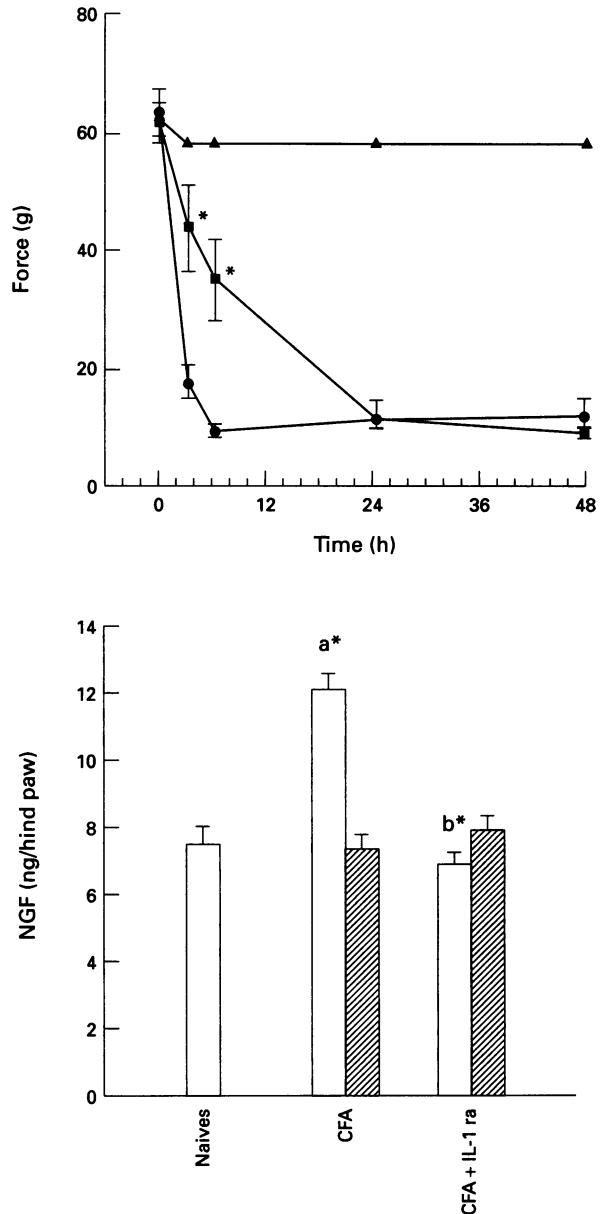 80
60
40
20
0
Force (g)
*
*
0 12 24 36 48
Time (h)
14
12
10
8
6
4
2
0
NGF (ng/hind paw)
a*
b*
Naives
CFA
CFA + IL-1 ra